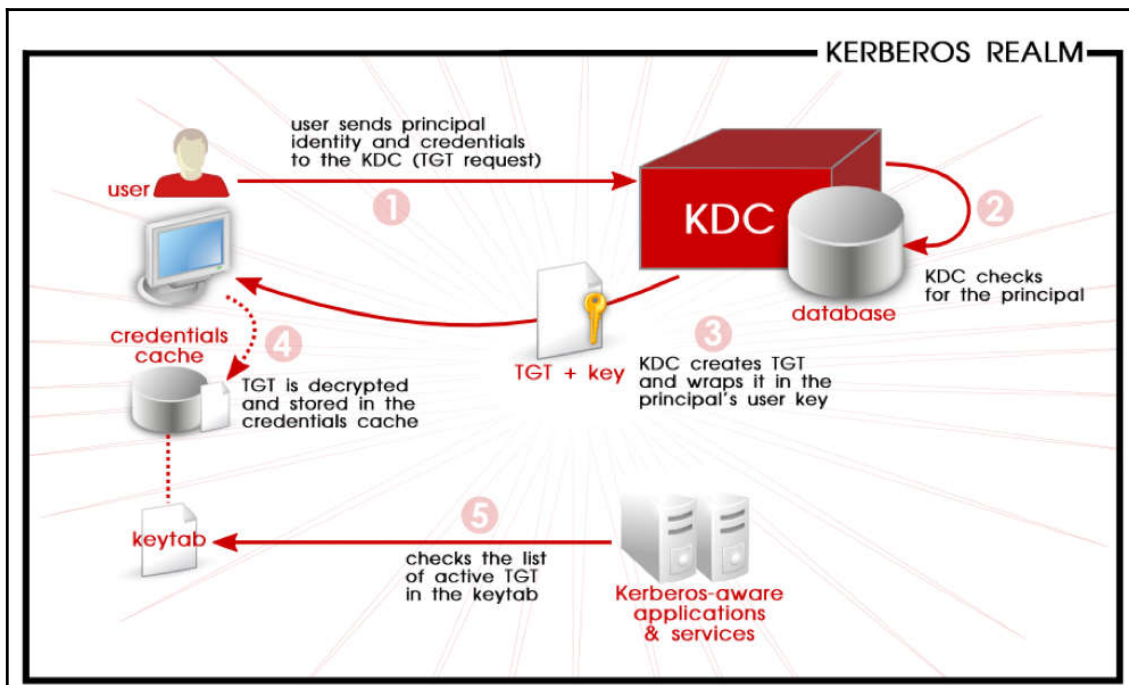 KERBEROS REALM
user sends principal
identity and credentials
to the KDC (TGT request)
user
1
KDC
2
KDC checks
for the principal
database
TGT + key
3
KDC creates TGT
and wraps it in the
principal's user key
credentials
cache
4
TGT is decrypted
and stored in the
credentials cache
keytab
5
checks the list
of active TGT
in the keytab
Kerberos-aware
applications
& services